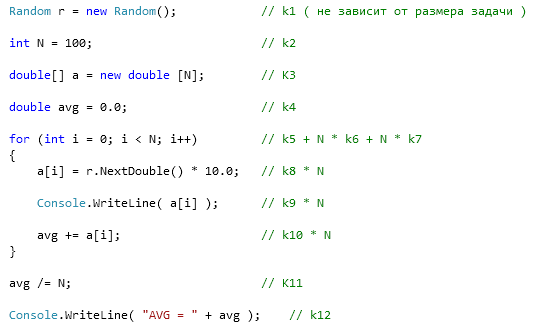 Random r = new Random(); // k1 ( не зависит от размера задачи )
int N = 100; // k2
double[] a = new double [N]; // K3
double avg = 0.0; // k4
for (int i = 0; i < N; i++) // k5 + N * k6 + N * k7
{
a[i] = r.NextDouble() * 10.0; // k8 * N
Console.WriteLine( a[i] ); // k9 * N
avg += a[i]; // k10 * N
}
avg /= N; // K11
Console.WriteLine( "AVG = " + avg ); // k12